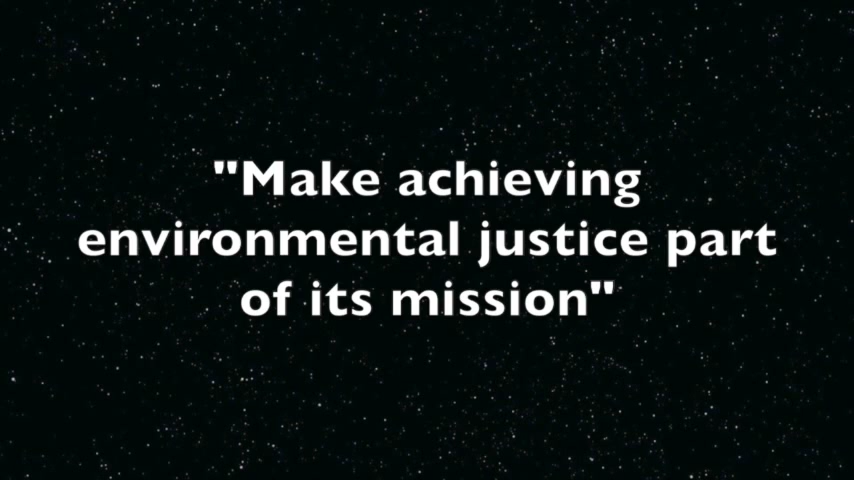 "Make achieving
environmental justice part
of its mission"